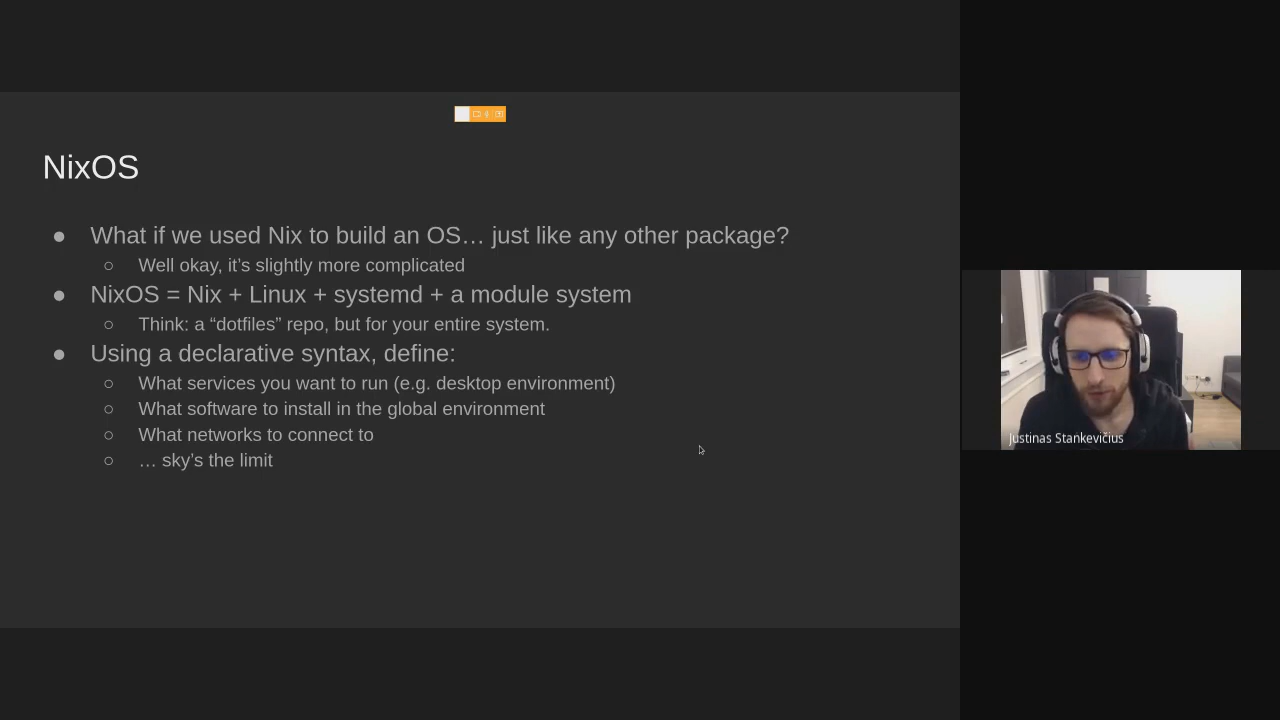 NixOS
● What if we used Nix to build an OS… just like any other package?
○ Well okay, it’s slightly more complicated
● NixOS = Nix + Linux + systemd + a module system
○ Think: a “dotfiles” repo, but for your entire system.
● Using a declarative syntax, define:
○ What services you want to run (e.g. desktop environment)
○ What software to install in the global environment
○ What networks to connect to
○ … sky’s the limit
Justinas Stankevičius